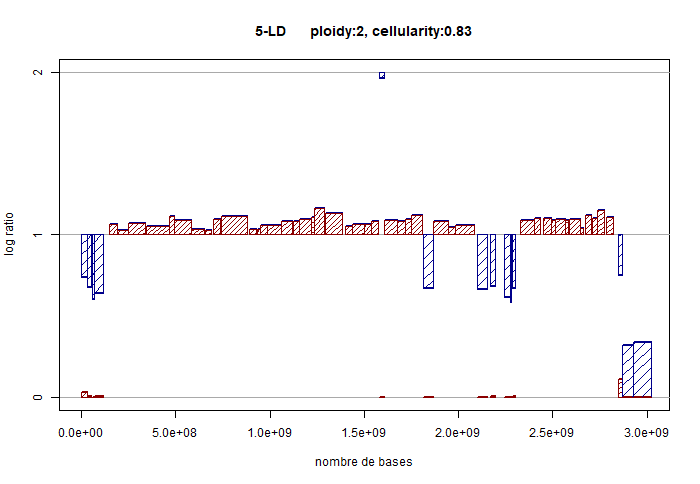 5-LD ploidy:2, cellularity:0.83
2
1
0
log ratio
0.0e+00 5.0e+08 1.0e+09 1.5e+09 2.0e+09 2.5e+09 3.0e+09
nombre de bases